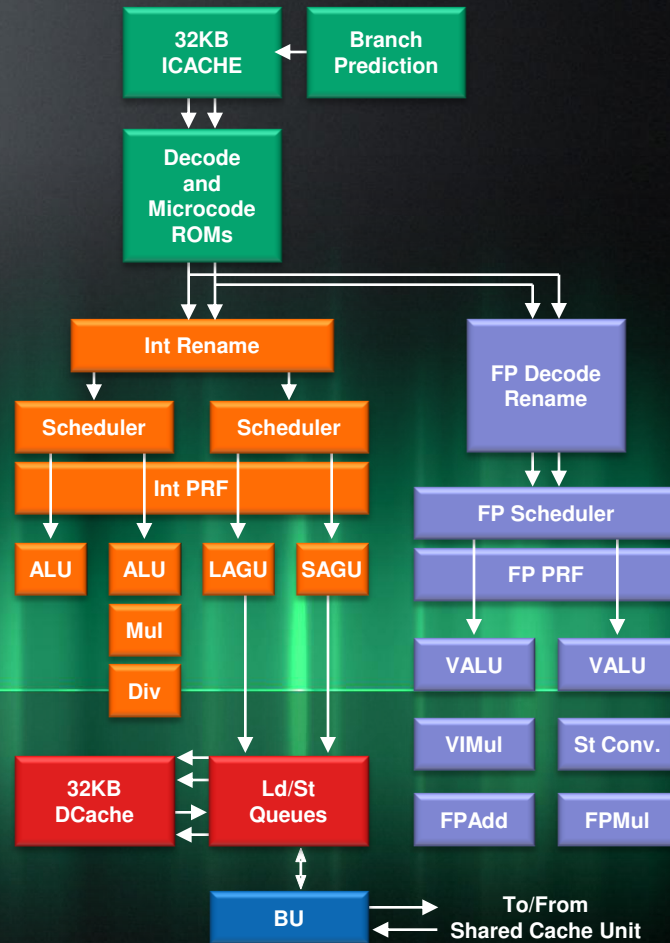 32KB
ICACHE
Branch
Prediction
Decode
and
Microcode
ROMs
Int Rename
FP Decode
Rename
Scheduler
Scheduler
Int PRF
FP Scheduler
FP PRF
ALU
ALU
LAGU
SAGU
Mul
Div
VALU
VALU
VIMul
St Conv.
FPAdd
FPMul
32KB
DCache
Ld/St
Queues
BU
To/From
Shared Cache Unit